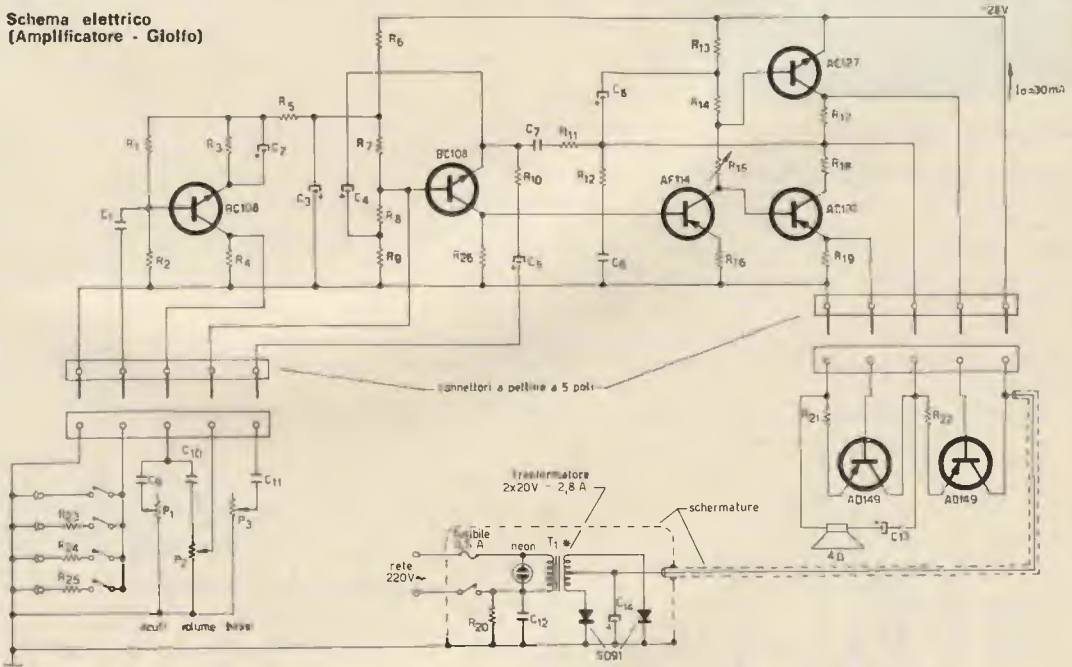 Schema elettrico
(Amplificatore - Giolfo)
-28V
R6
R13
AC127
Io=30mA
R5
C8
R14
R1
R3
C2
R7
BC108
C7
R11
R10
R12
R15
R18
AF114
C1
BC108
C3
C4
R8
R2
R4
R9
R26
C5
C6
R16
R19
connettori a pettine a 5 poli
R21
R22
C10
C9
C11
P1
P3
Trasformatore
2x20V - 2,8 A
AD149
AD149
schermature
R23
fusibile
A
neon
T1 *
C13
4Ω
R24
P2
rete
220V~
R25
C14
R20
C12
acuti volume bassi
SD91